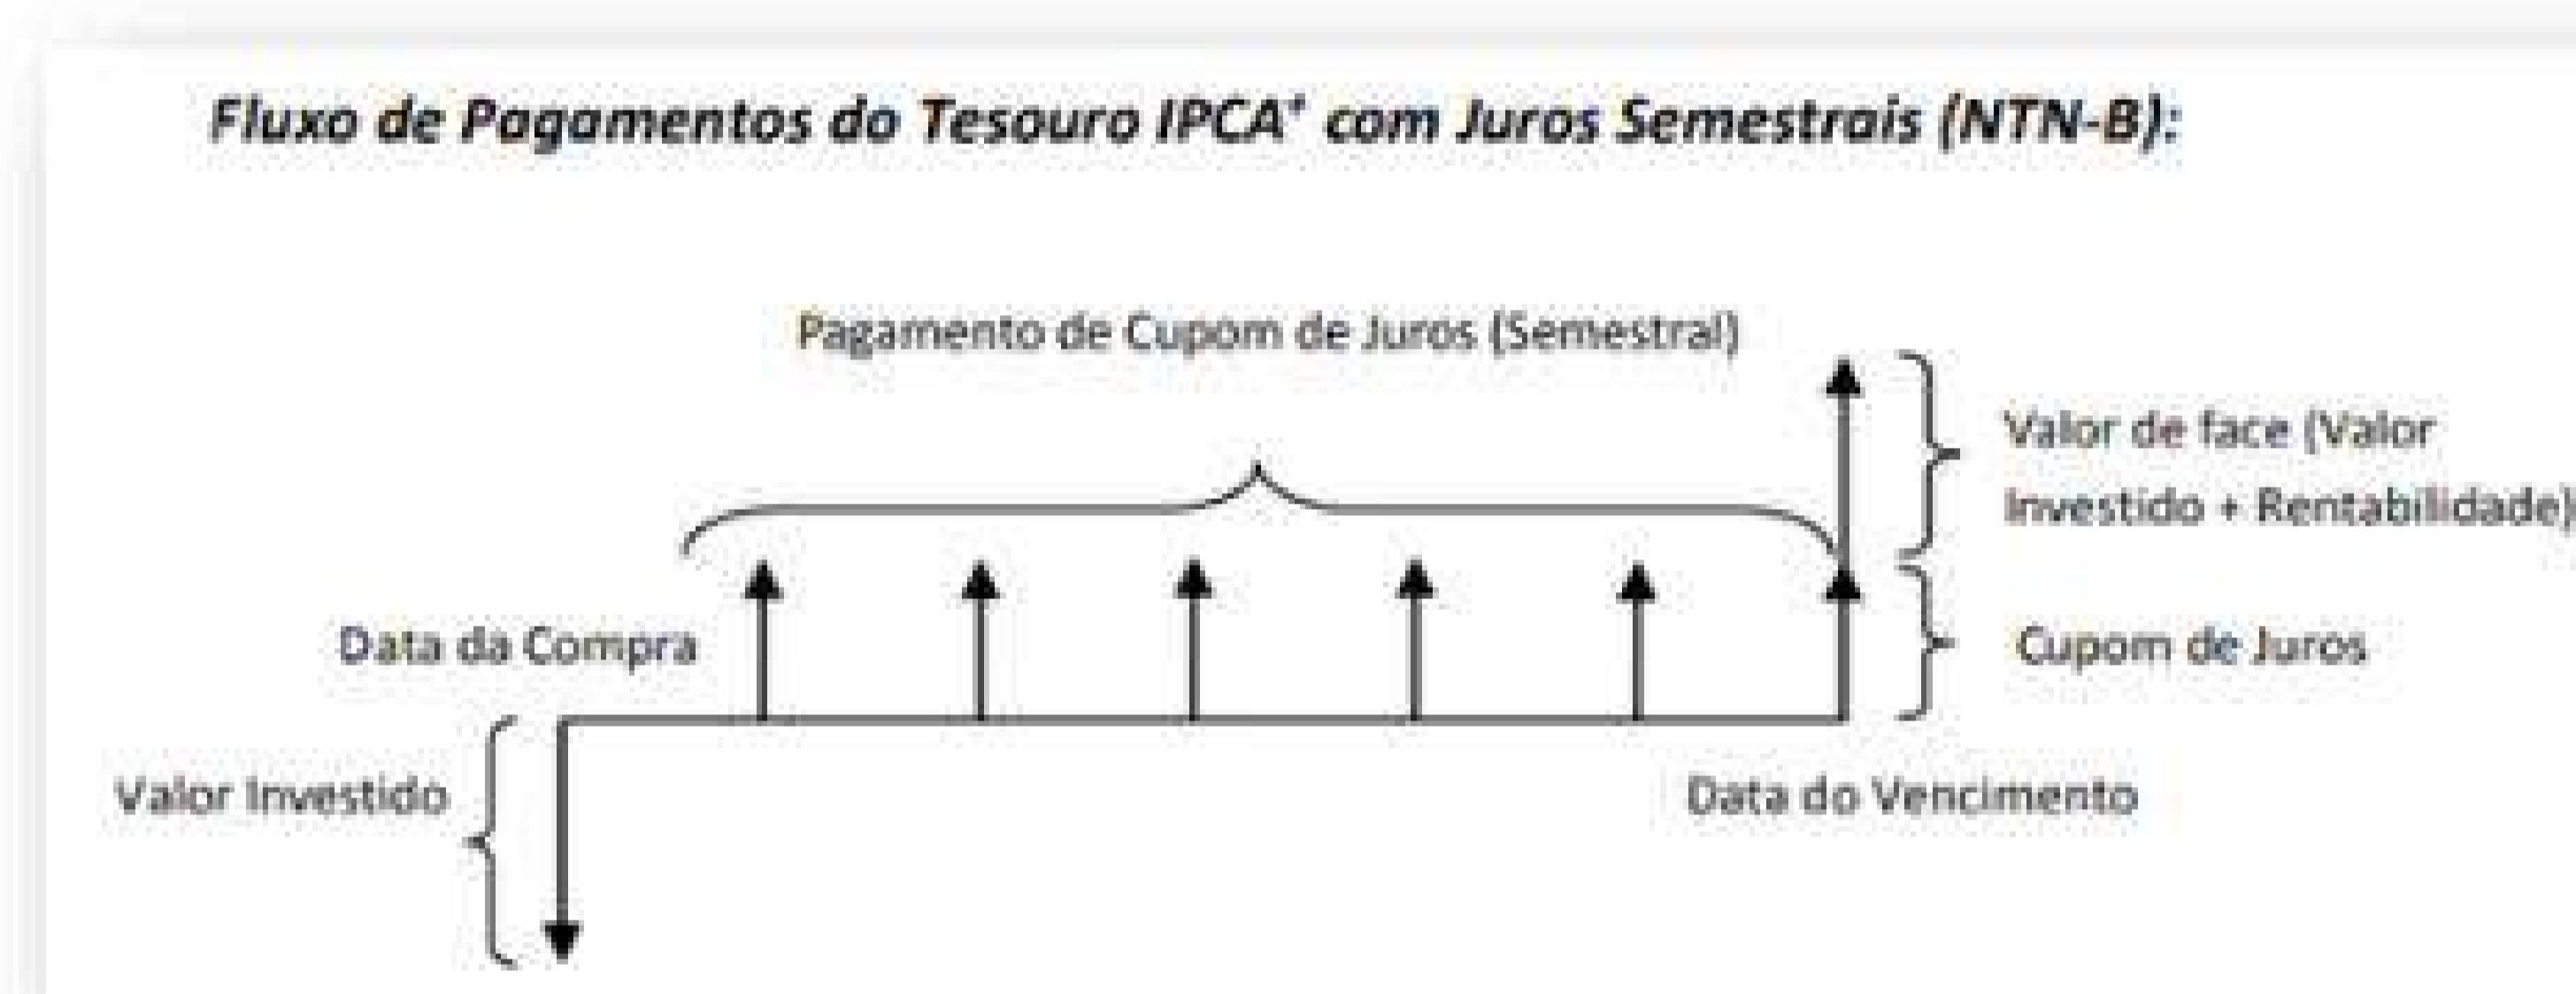 Fluxo de Pagamentos do Tesouro IPCA+ com Juros Semestrais (NTN-B):
Pagamento de Cupom de Juros (Semestral)
Valor de face (Valor
Investido + Rentabilidade)
Data da Compra
Cupom de Juros
Valor Investido
Data do Vencimento